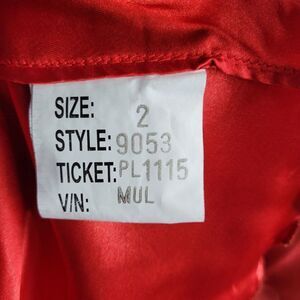 SIZE: 2
STYLE: 9053
TICKET: PL1115
V/N: MUL